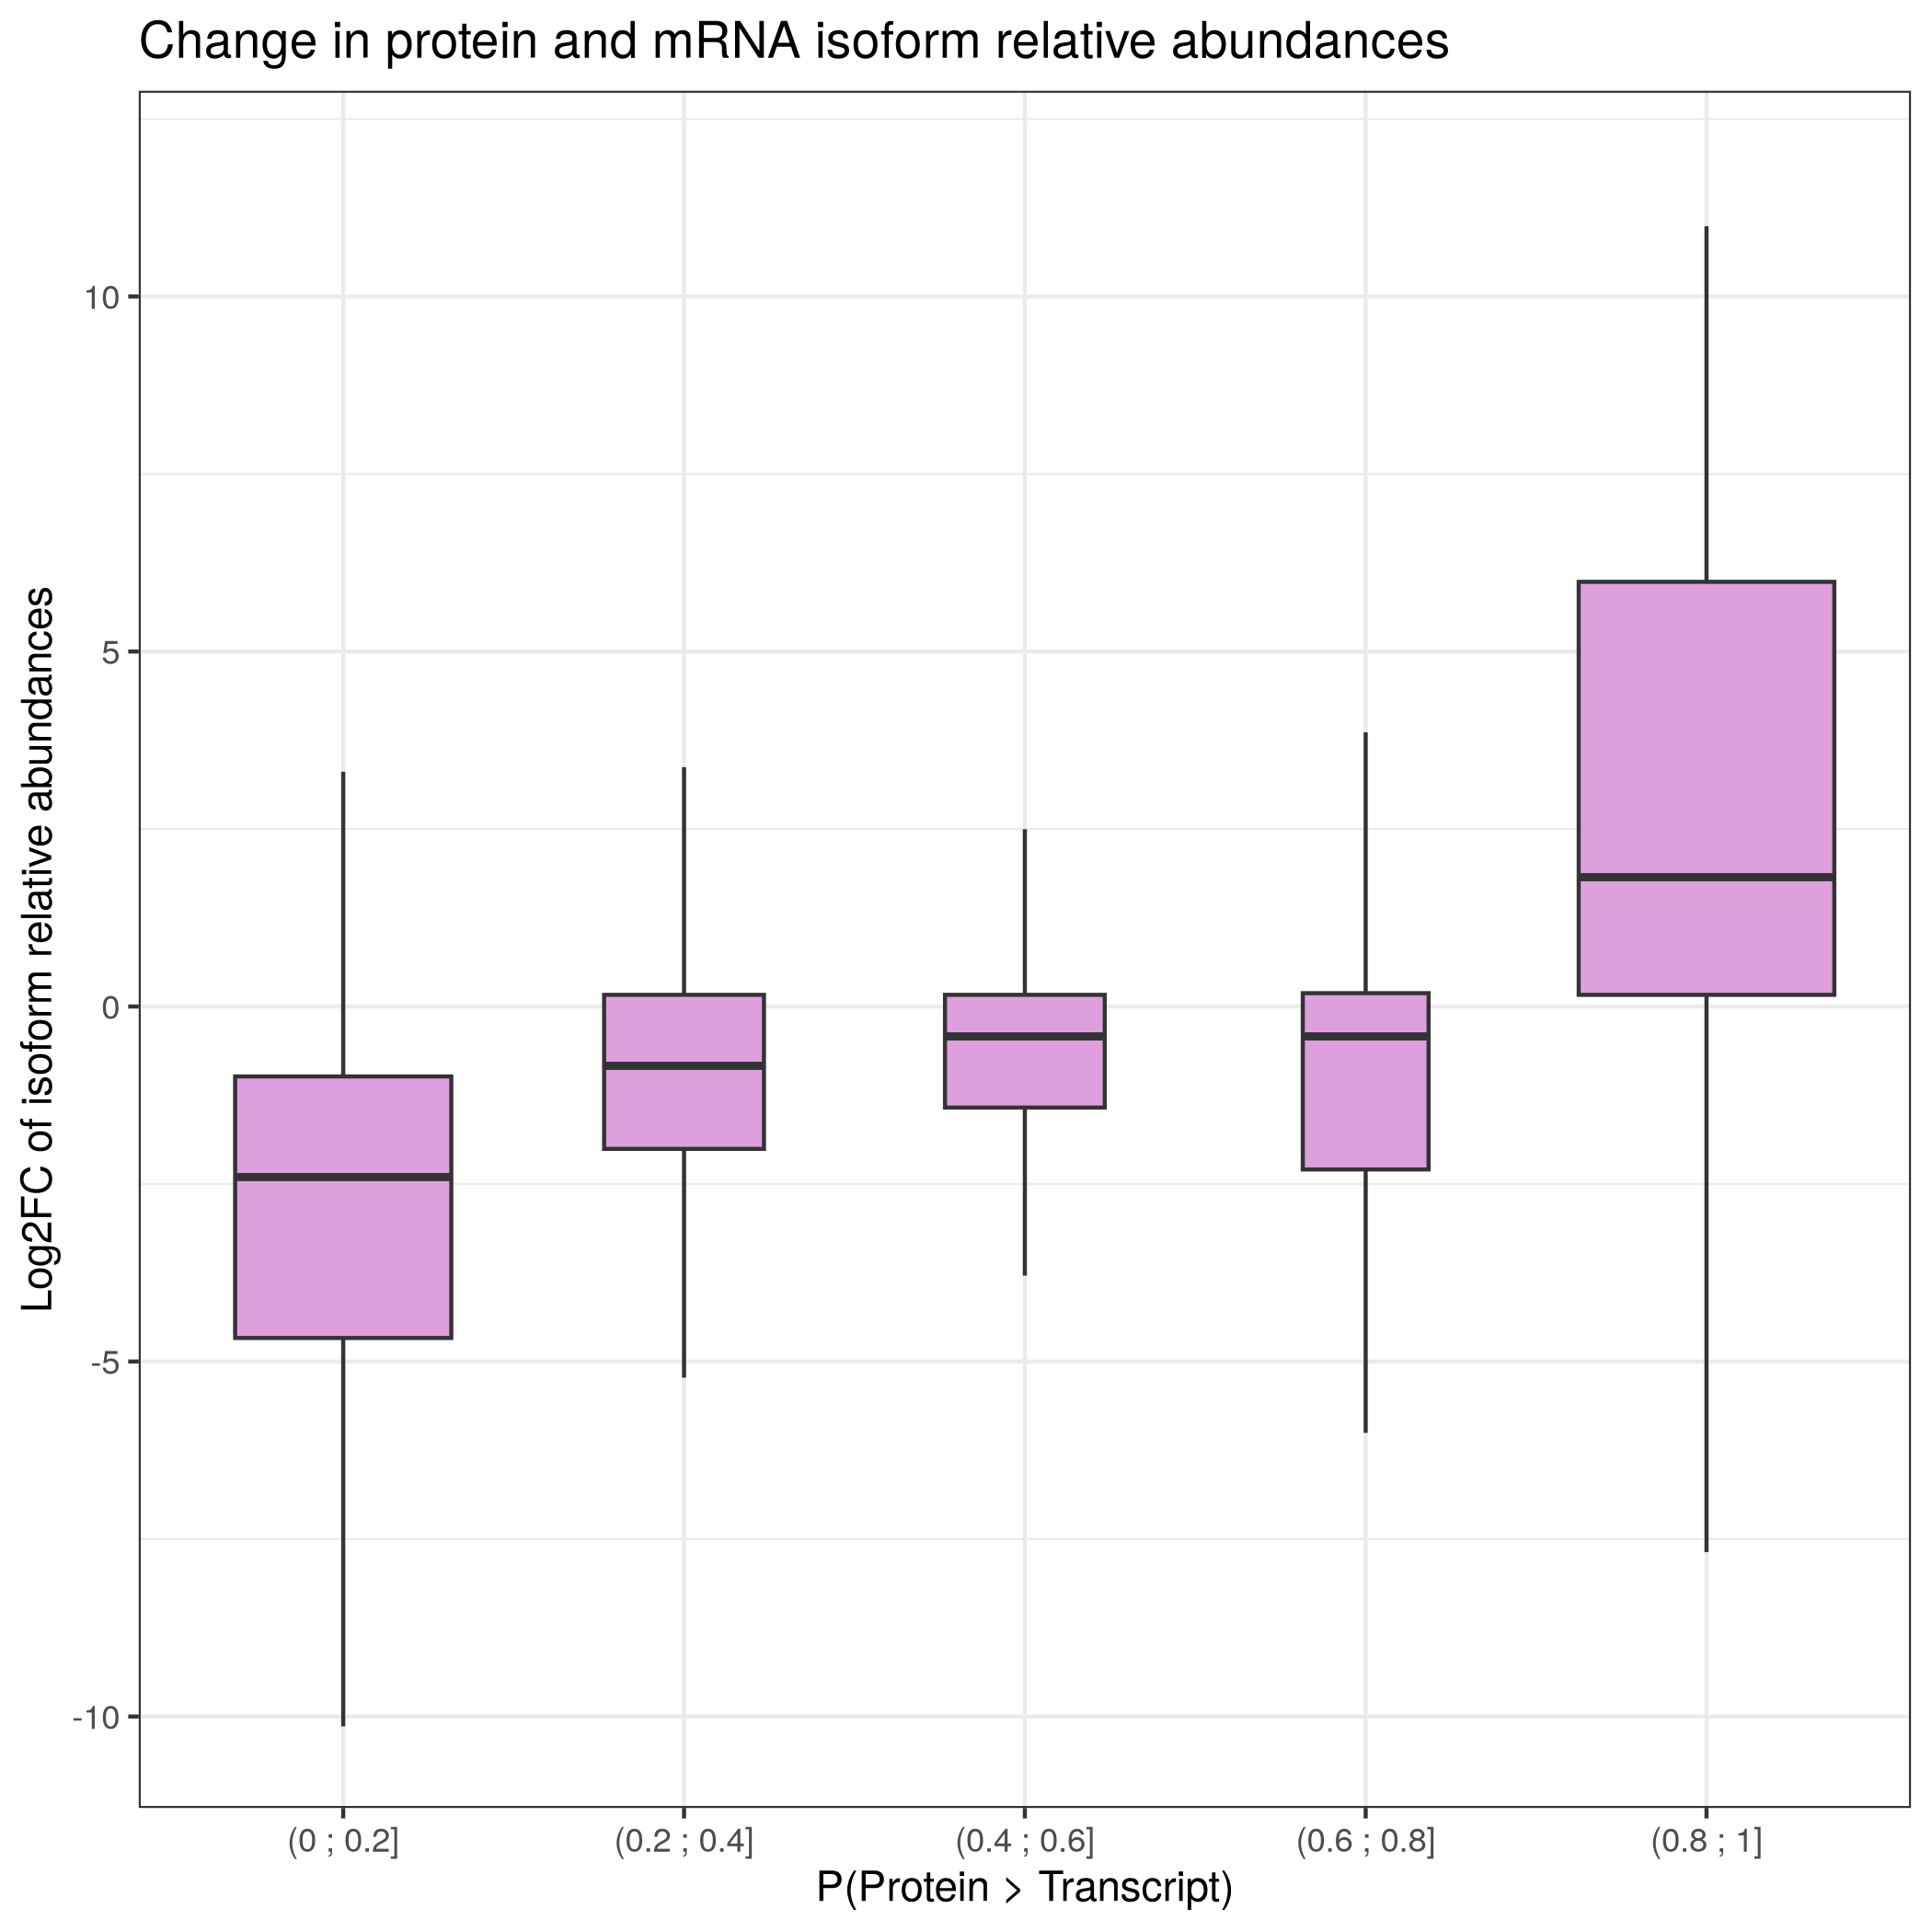 Change in protein and mRNA isoform relative abundances
Log2FC of isoform relative abundances
10
5
0
-5
-10
(0 ; 0.2]
(0.2 ; 0.4]
(0.4 ; 0.6]
(0.6 ; 0.8]
(0.8 ; 1]
P(Protein > Transcript)